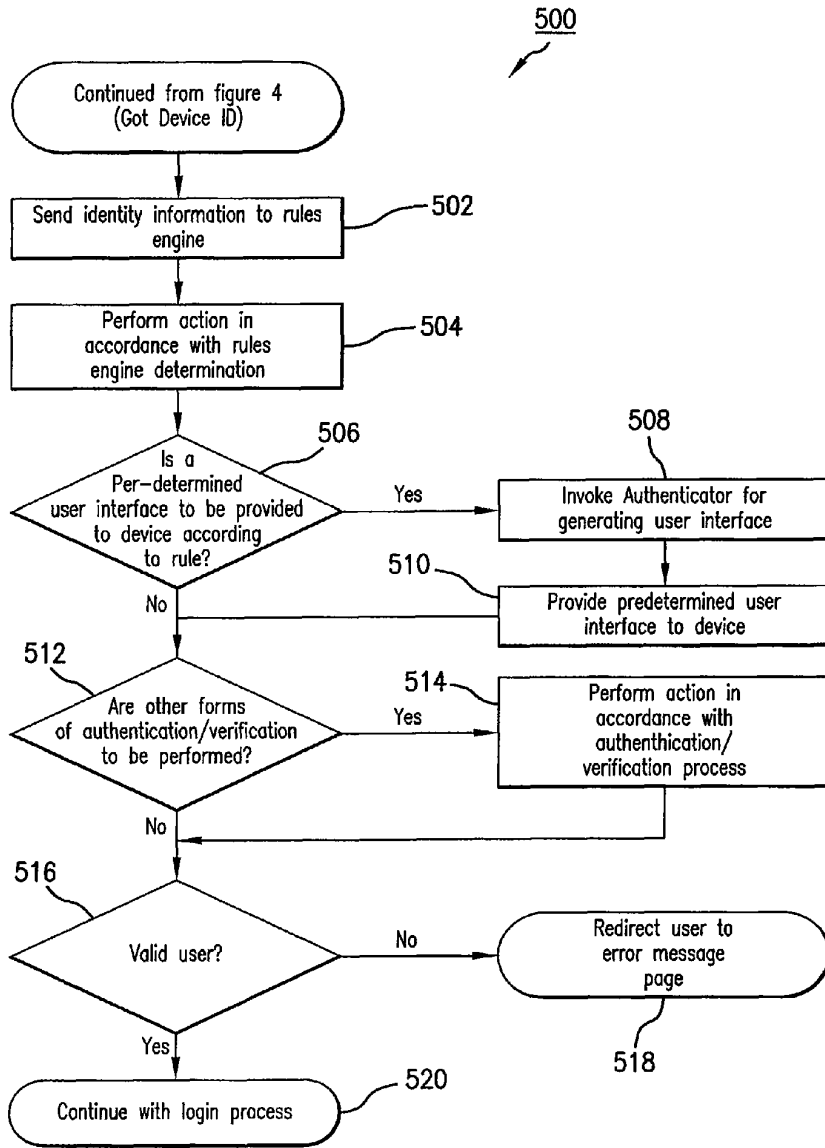 500
Continued from figure 4
(Got Device ID)
Send identity information to rules
engine
502
Perform action in
accordance with rules
engine determination
504
506
Is a
Per-determined
user interface to be provided
to device according
to rule?
Yes
508
Invoke Authenticator for
generating user interface
510
Provide predetermined user
interface to device
No
512
Are other forms
of authentication/verification
to be performed?
Yes
514
Perform action in
accordance with
authenthication/
verification process
No
516
Valid user?
No
Redirect user to
error message
page
518
Yes
Continue with login process
520